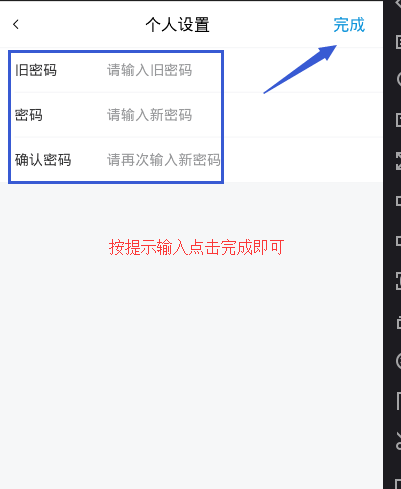 个人设置 完成
旧密码 请输入旧密码
密码 请输入新密码
确认密码 请再次输入新密码
按提示输入点击完成即可